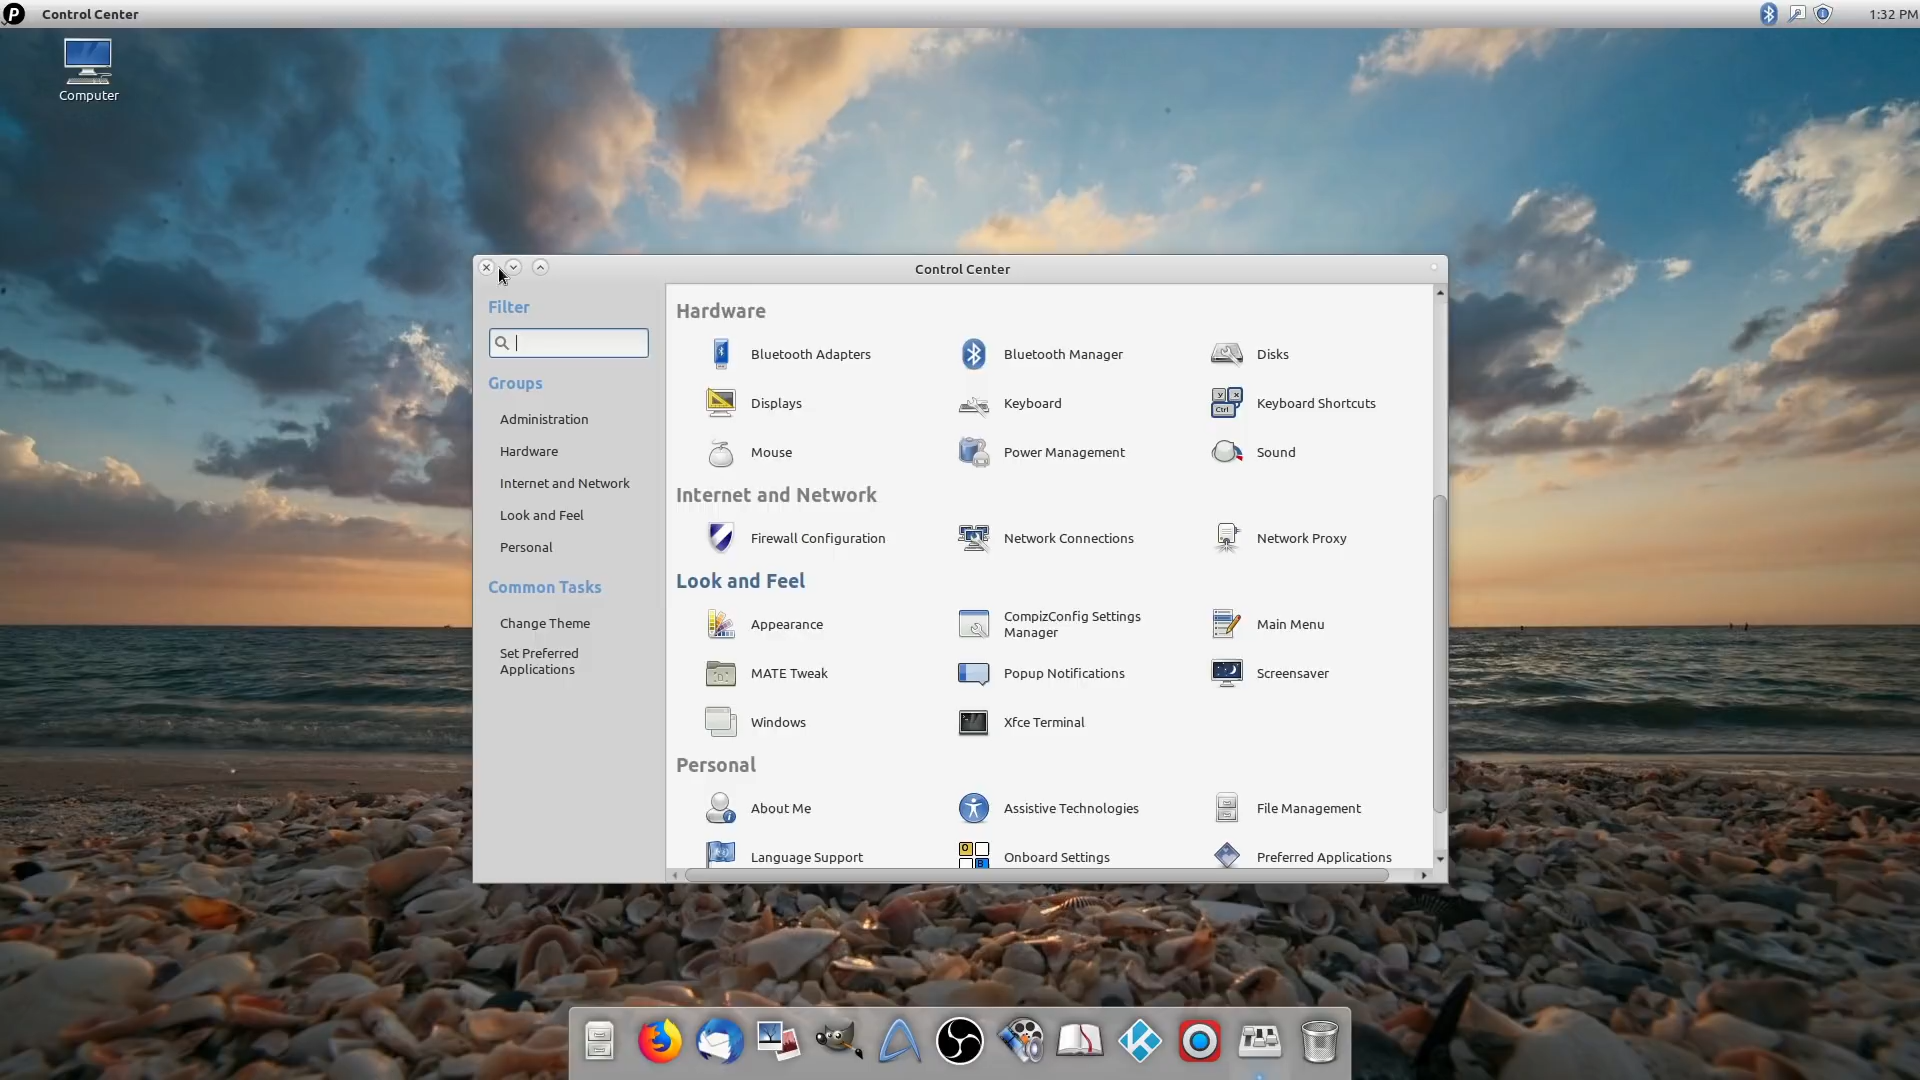 P Control Center 1:32 PM
Computer
Control Center
Filter
Groups
Administration
Hardware
Internet and Network
Look and Feel
Personal
Common Tasks
Change Theme
Set Preferred
Applications
Hardware
Bluetooth Adapters Bluetooth Manager Disks
Displays Keyboard Keyboard Shortcuts
Mouse Power Management Sound
Internet and Network
Firewall Configuration Network Connections Network Proxy
Look and Feel
Appearance CompizConfig Settings
Manager Main Menu
MATE Tweak Popup Notifications Screensaver
Windows Xfce Terminal
Personal
About Me Assistive Technologies File Management
Language Support Onboard Settings Preferred Applications